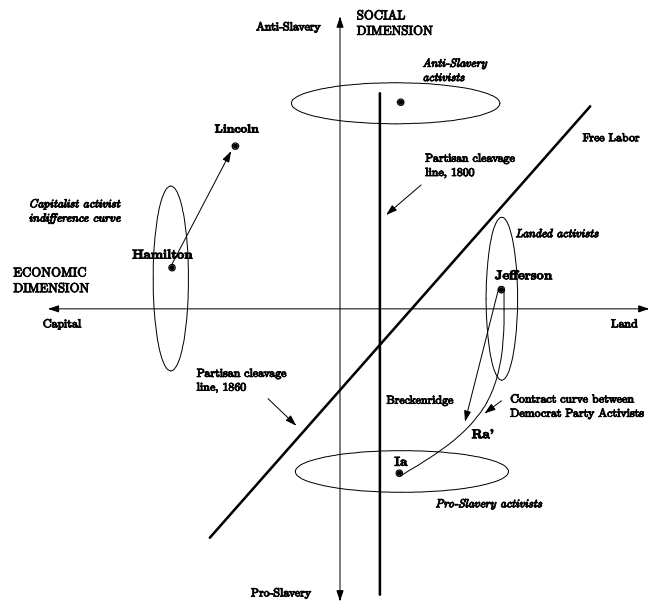 SOCIAL
DIMENSION
Anti-Slavery
Anti-Slavery
activists
Lincoln
Free Labor
Partisan cleavage
line, 1800
Capitalist activist
indifference curve
Landed activists
Hamilton
ECONOMIC
DIMENSION
Jefferson
Capital
Land
Partisan cleavage
line, 1860
Breckenridge
Contract curve between
Democrat Party Activists
Ra'
Ia
Pro-Slavery activists
Pro-Slavery